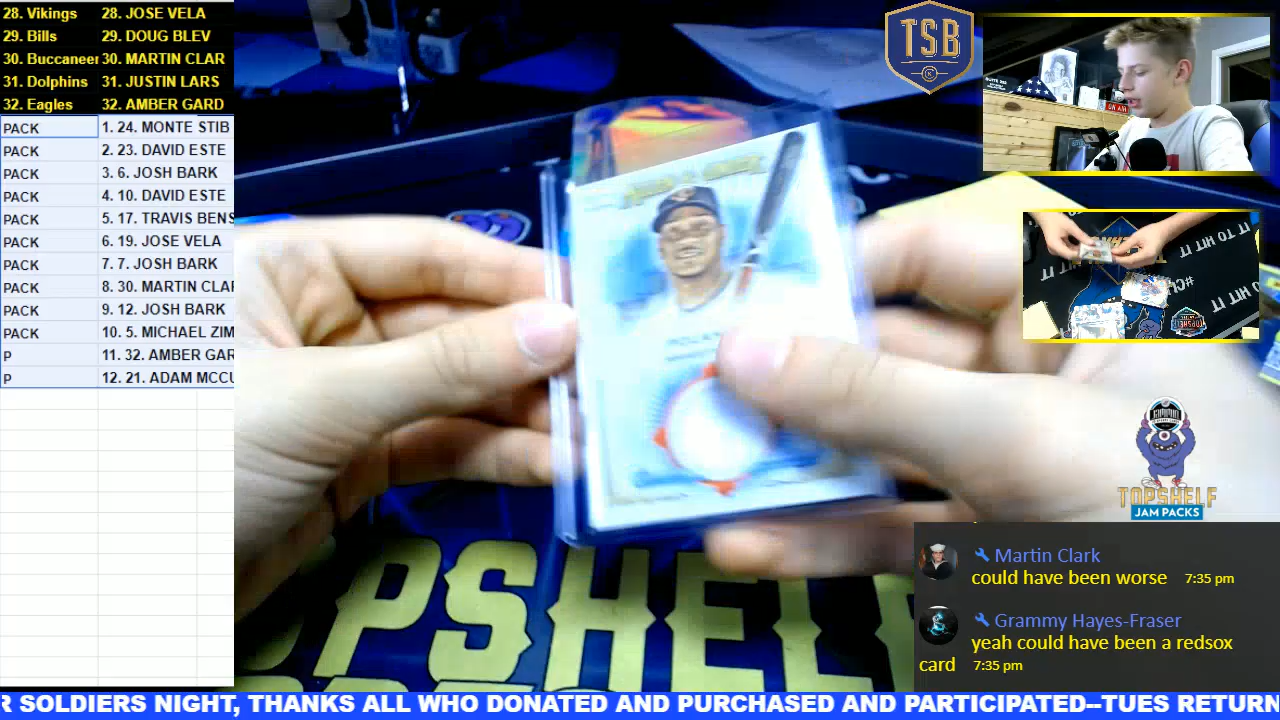 28. Vikings 28. JOSE VELA
29. Bills 29. DOUG BLEV
30. Buccaneer 30. MARTIN CLAR
31. Dolphins 31. JUSTIN LARS
32. Eagles 32. AMBER GARD
PACK 1. 24. MONTE STIB
PACK 2. 23. DAVID ESTE
PACK 3. 6. JOSH BARK
PACK 4. 10. DAVID ESTE
PACK 5. 17. TRAVIS BENS
PACK 6. 19. JOSE VELA
PACK 7. 7. JOSH BARK
PACK 8. 30. MARTIN CLAR
PACK 9. 12. JOSH BARK
PACK 10. 5. MICHAEL ZIM
P 11. 32. AMBER GAR
P 12. 21. ADAM MCCU
TSB
ON AIR
TOPSHELF
TOPSHELF
JAM PACKS
OPSHELF
Martin Clark
could have been worse 7:35 pm
Grammy Hayes-Fraser
yeah could have been a redsox
card 7:35 pm
R SOLDIERS NIGHT, THANKS ALL WHO DONATED AND PURCHASED AND PARTICIPATED--TUES RETURN